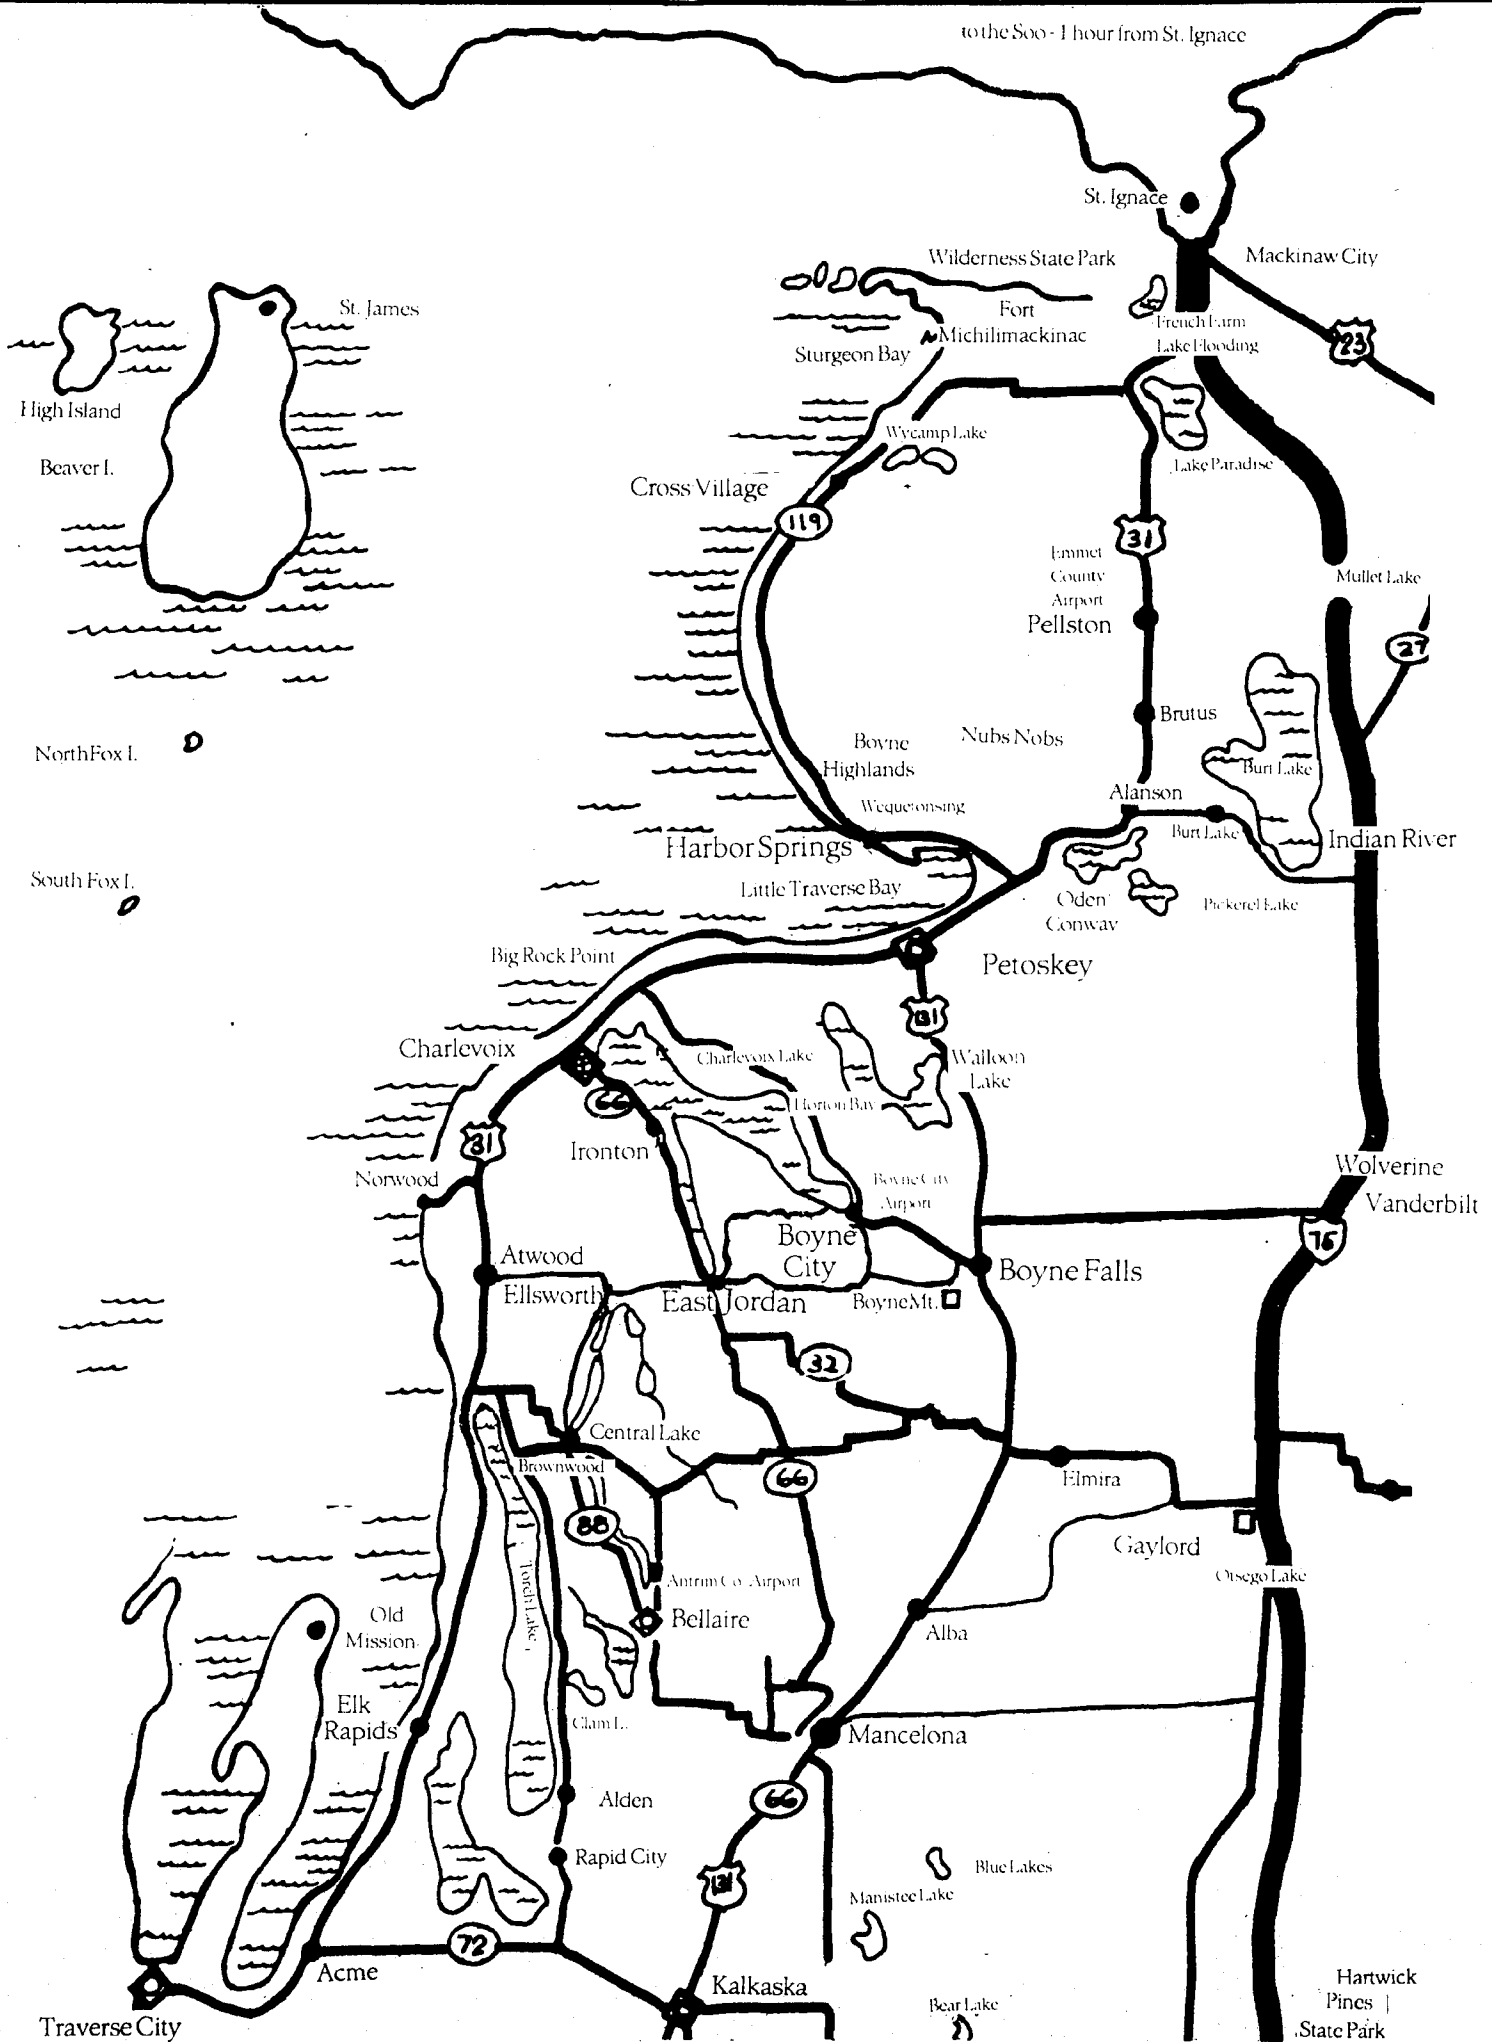 to the Soo - 1 hour from St. Ignace
St. Ignace
Wilderness State Park
Mackinaw City
St. James
Fort
Michilimackinac
French Farm
Lake Flooding
23
Sturgeon Bay
High Island
Wycamp Lake
Beaver I.
Lake Paradise
Cross Village
119
31
Emmet
County
Airport
Pellston
Mullet Lake
27
Brutus
North Fox I.
Nubs Nobs
Boyne
Highlands
Burt Lake
Wequetonsing
Alanson
Burt Lake
Harbor Springs
Indian River
South Fox I.
Little Traverse Bay
Oden
Conway
Pickerel Lake
Big Rock Point
Petoskey
131
Charlevoix
Charlevoix Lake
Walloon
Lake
66
Horton Bay
31
Ironton
Norwood
Boyne City
Airport
Wolverine
Vanderbilt
Boyne
City
75
Atwood
Ellsworth
Boyne Falls
East Jordan
Boyne Mt.
32
Central Lake
Brownwood
66
Elmira
88
Gaylord
Torch Lake
Antrim Co. Airport
Otsego Lake
Old
Mission
Bellaire
Alba
Elk
Rapids
Clam L.
Mancelona
66
Alden
Rapid City
131
Blue Lakes
Manistee Lake
72
Acme
Kalkaska
Hartwick
Pines
State Park
Bear Lake
Traverse City